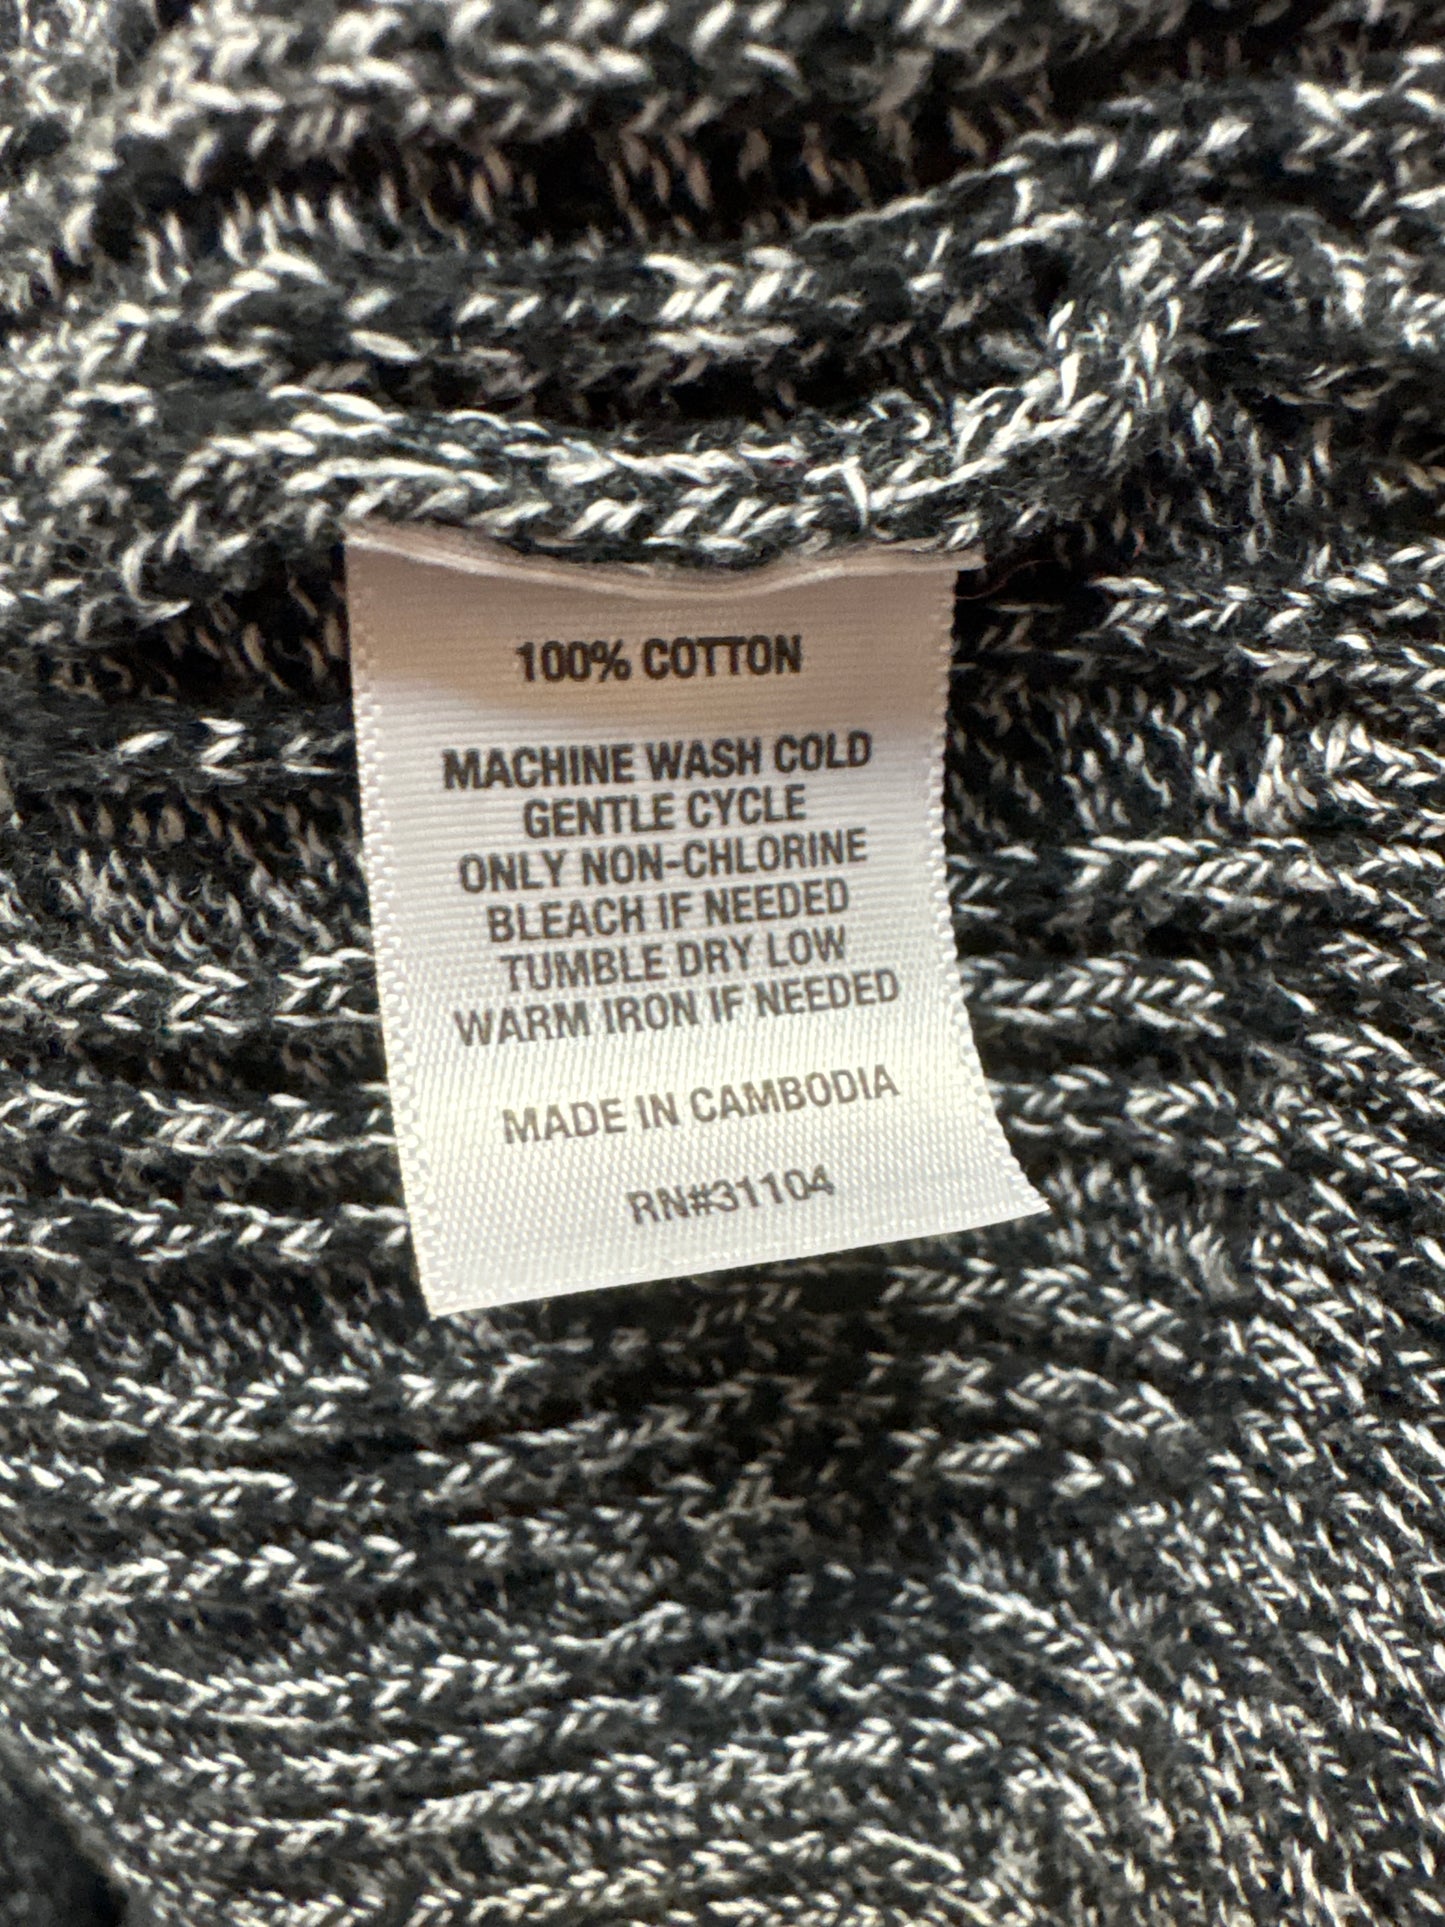 100% COTTON
MACHINE WASH COLD
GENTLE CYCLE
ONLY NON-CHLORINE
BLEACH IF NEEDED
TUMBLE DRY LOW
WARM IRON IF NEEDED
MADE IN CAMBODIA
RN#31104